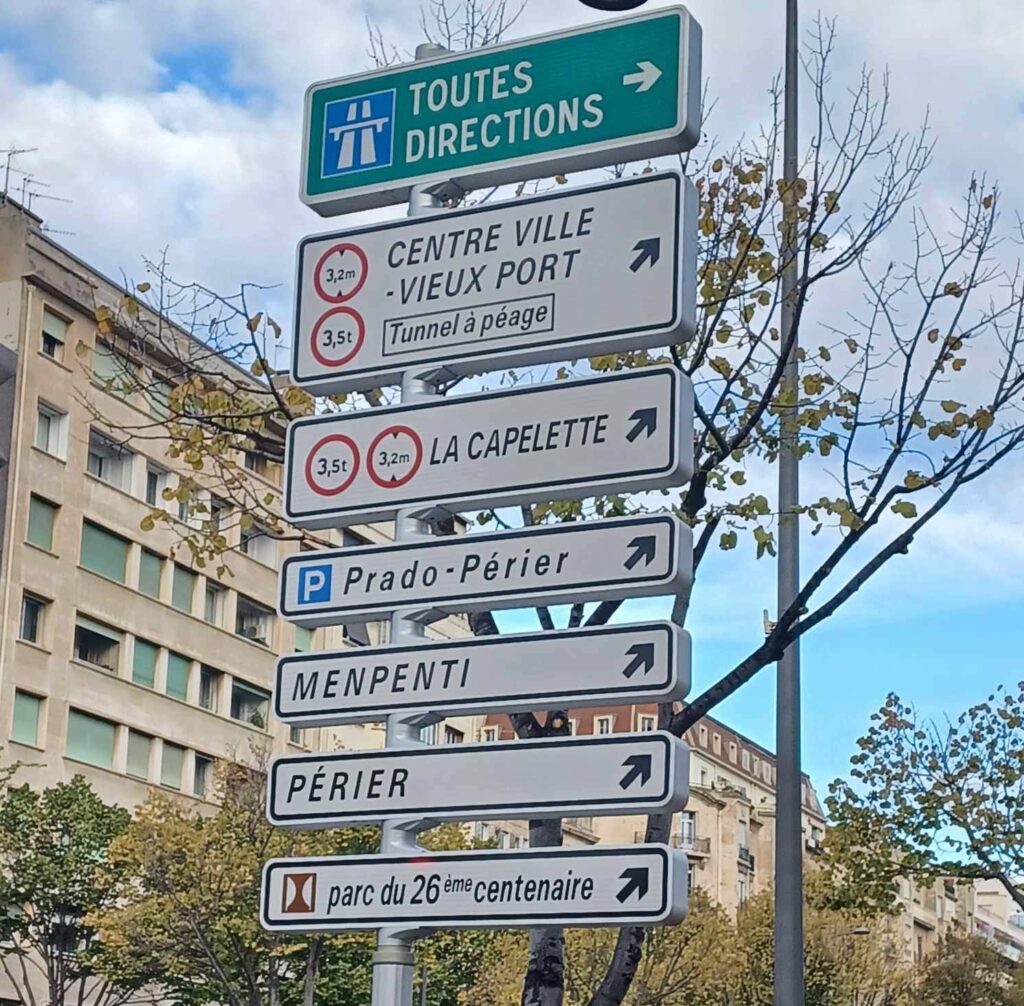 TOUTES
DIRECTIONS
3,2m
CENTRE VILLE
-VIEUX PORT
3,5t
Tunnel à péage
3,5t 3,2m LA CAPELETTE
P Prado-Périer
MENPENTI
PÉRIER
parc du 26ème centenaire